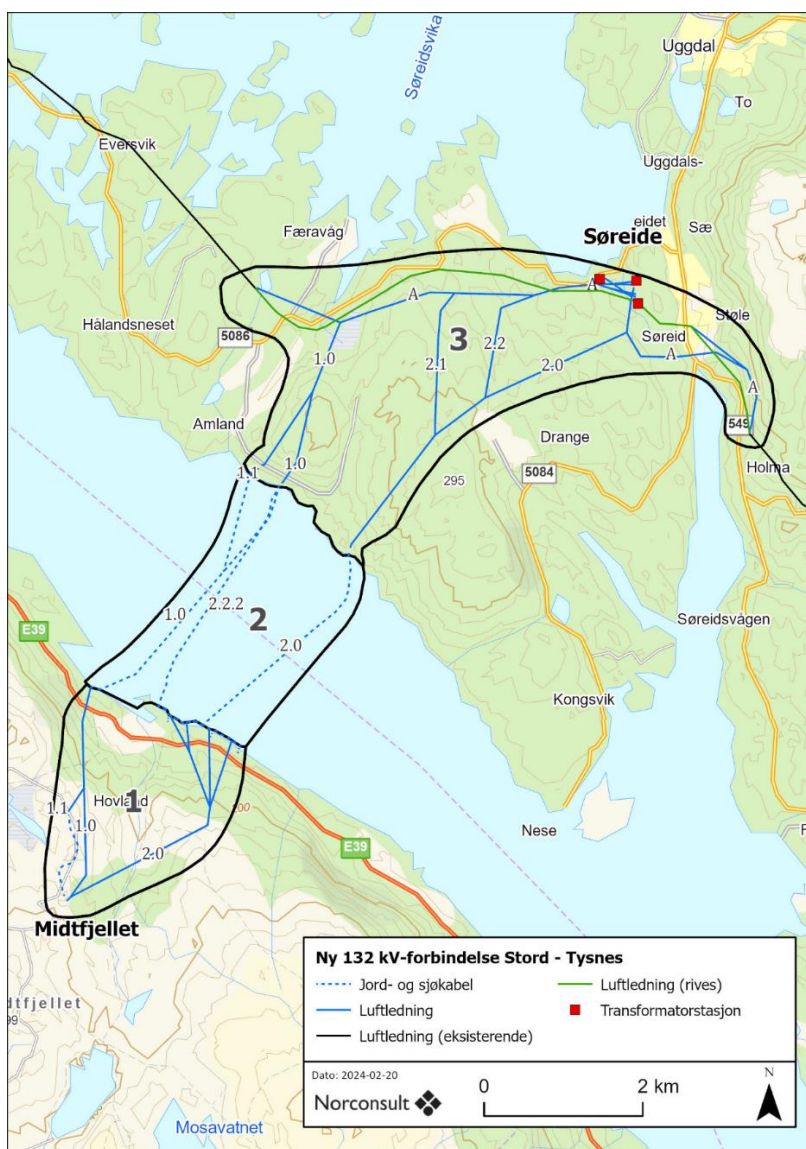 Uggdal
Søreidsvika
To
Eversvik
Uggdals-
eidet
Sæ
Færavåg
Søreide
A
A
Hålandsneset
3
Støle
5086
1.0
2.1
2.2
2.0
Søreid
A
A
Amland
549
Drange
1.0
1.1
295
5084
Holma
2.2.2
1.0
2
2.0
E39
Søreidsvågen
Kongsvik
1
Hovland
1.1
1.0
200
2.0
Nese
E39
Midtfjellet
dtfjellet
99
Mosavatnet
Ny 132 kV-forbindelse Stord - Tysnes
Jord- og sjøkabel
Luftledning (rives)
Luftledning
Transformatorstasjon
Luftledning (eksisterende)
Dato: 2024-02-20
Norconsult
0
2 km
N